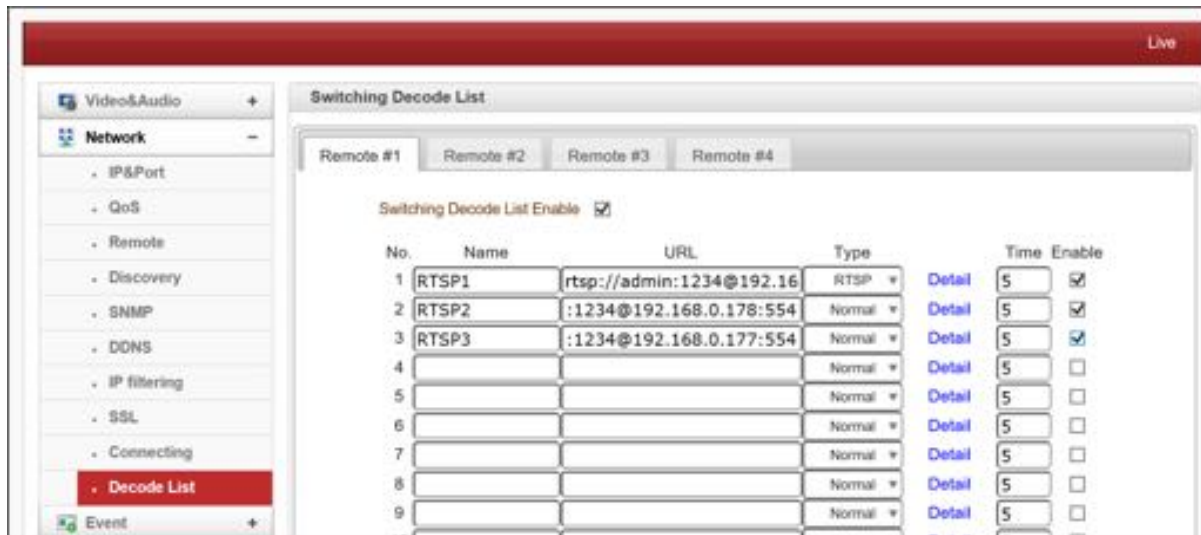 Live
Video&Audio +
Network −
IP&Port
QoS
Remote
Discovery
SNMP
DDNS
IP filtering
SSL
Connecting
Decode List
Event +
Switching Decode List
Remote #1 Remote #2 Remote #3 Remote #4
Switching Decode List Enable
No. Name URL Type Time Enable
1 RTSP1 rtsp://admin:1234@192.16 RTSP Detail 5
2 RTSP2 :1234@192.168.0.178:554 Normal Detail 5
3 RTSP3 :1234@192.168.0.177:554 Normal Detail 5
4 Normal Detail 5
5 Normal Detail 5
6 Normal Detail 5
7 Normal Detail 5
8 Normal Detail 5
9 Normal Detail 5